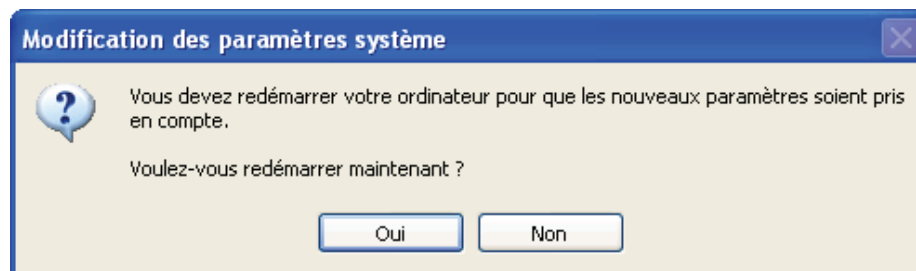 Modification des paramètres système
Vous devez redémarrer votre ordinateur pour que les nouveaux paramètres soient pris
en compte.
Voulez-vous redémarrer maintenant ?
Oui
Non